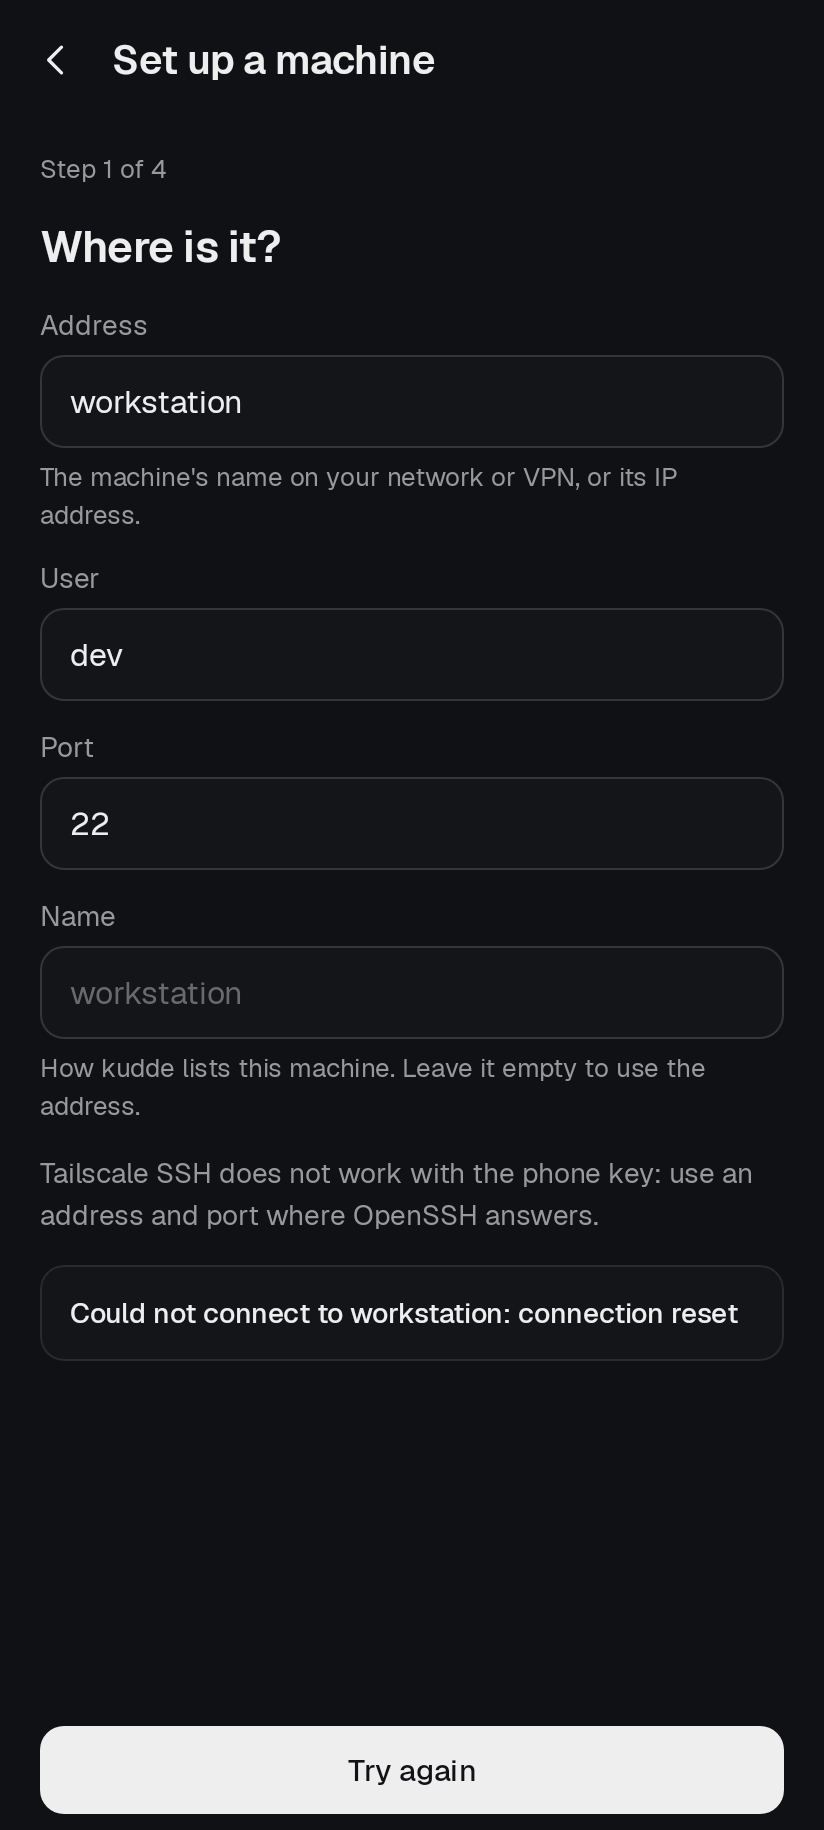 Set up a machine
Step 1 of 4
Where is it?
Address
workstation
The machine's name on your network or VPN, or its IP
address.
User
dev
Port
22
Name
workstation
How kudde lists this machine. Leave it empty to use the
address.
Tailscale SSH does not work with the phone key: use an
address and port where OpenSSH answers.
Could not connect to workstation: connection reset
Try again